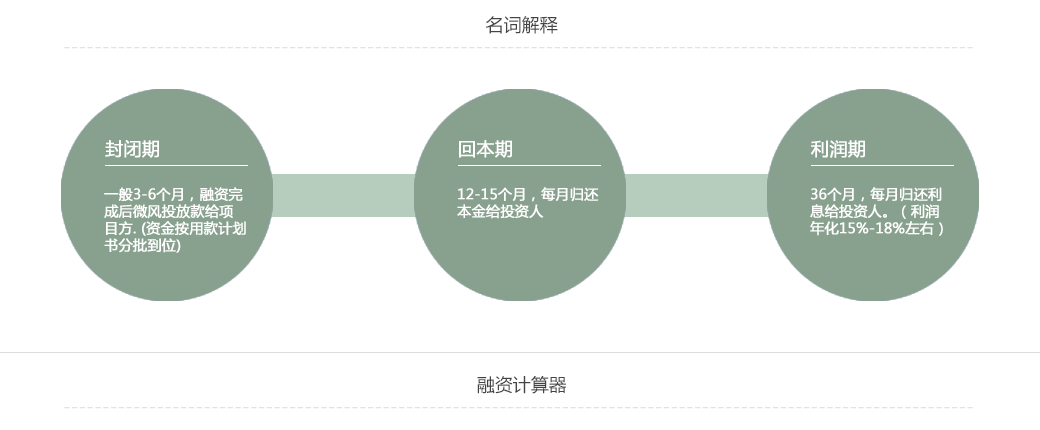 名词解释
封闭期
一般3-6个月，融资完
成后微风投放款给项
目方. (资金按用款计划
书分批到位)
回本期
12-15个月，每月归还
本金给投资人
利润期
36个月，每月归还利
息给投资人。（利润
年化15%-18%左右）
融资计算器